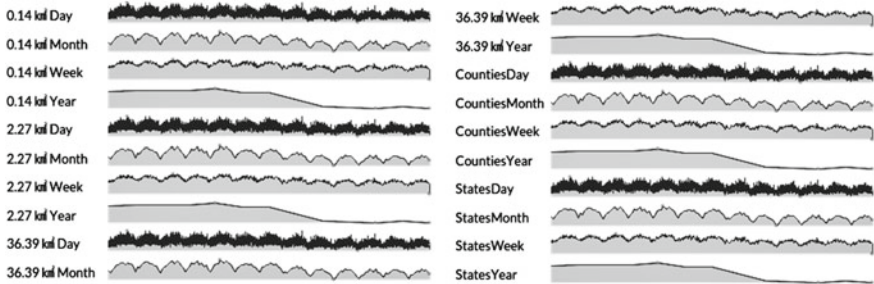 0.14 km² Day
0.14 km² Month
0.14 km² Week
0.14 km² Year
2.27 km² Day
2.27 km² Month
2.27 km² Week
2.27 km² Year
36.39 km² Day
36.39 km² Month
36.39 km² Week
36.39 km² Year
CountiesDay
CountiesMonth
CountiesWeek
CountiesYear
StatesDay
StatesMonth
StatesWeek
StatesYear